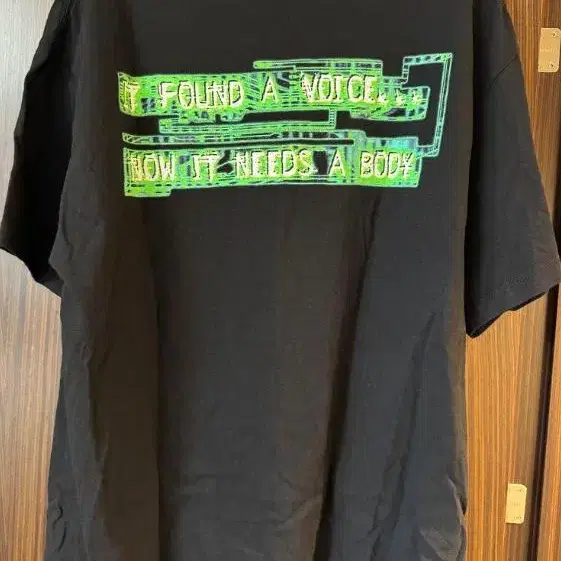 IT FOUND A VOICE...
NOW IT NEEDS A BODY